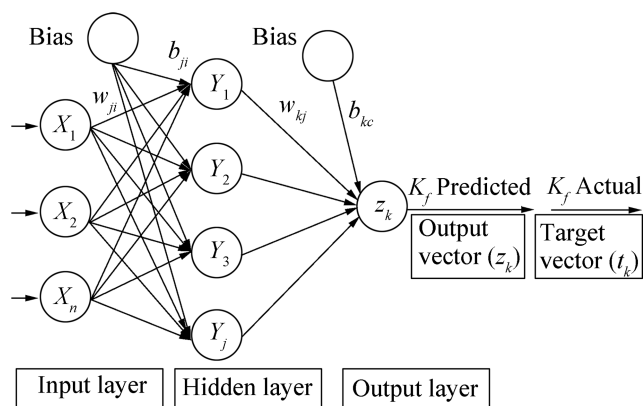 Bias
Bias
b_ji
w_ji
Y_1
X_1
w_kj
b_kc
Y_2
K_f Predicted
K_f Actual
X_2
z_k
Output
vector (z_k)
Target
vector (t_k)
Y_3
X_n
Y_j
Input layer
Hidden layer
Output layer